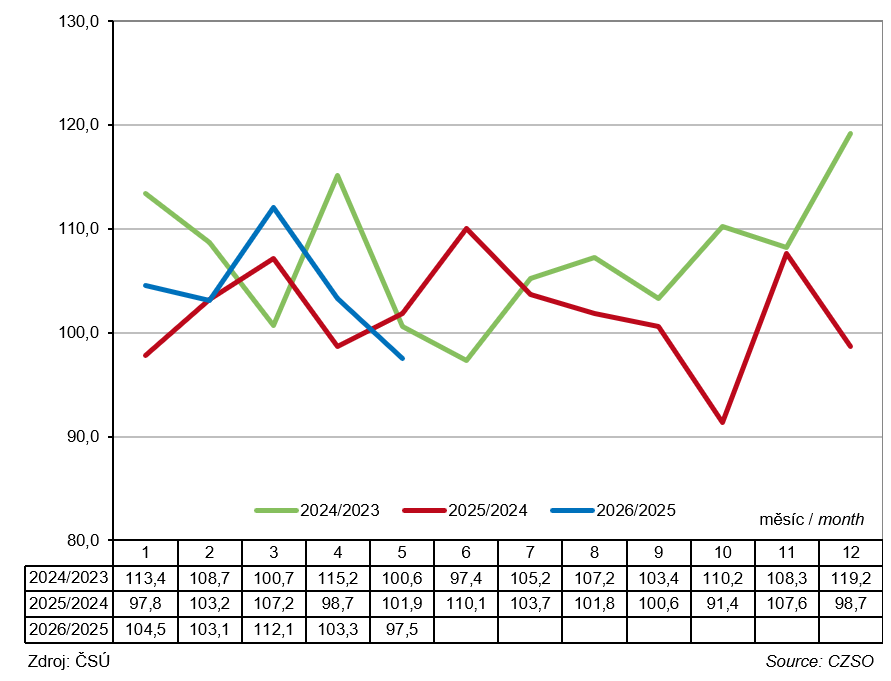 130,0
120,0
110,0
100,0
90,0
80,0
2024/2023 2025/2024 2026/2025
měsíc / month
1 2 3 4 5 6 7 8 9 10 11 12
2024/2023 113,4 108,7 100,7 115,2 100,6 97,4 105,2 107,2 103,4 110,2 108,3 119,2
2025/2024 97,8 103,2 107,2 98,7 101,9 110,1 103,7 101,8 100,6 91,4 107,6 98,7
2026/2025 104,5 103,1 112,1 103,3 97,5
Zdroj: ČSÚ Source: CZSO